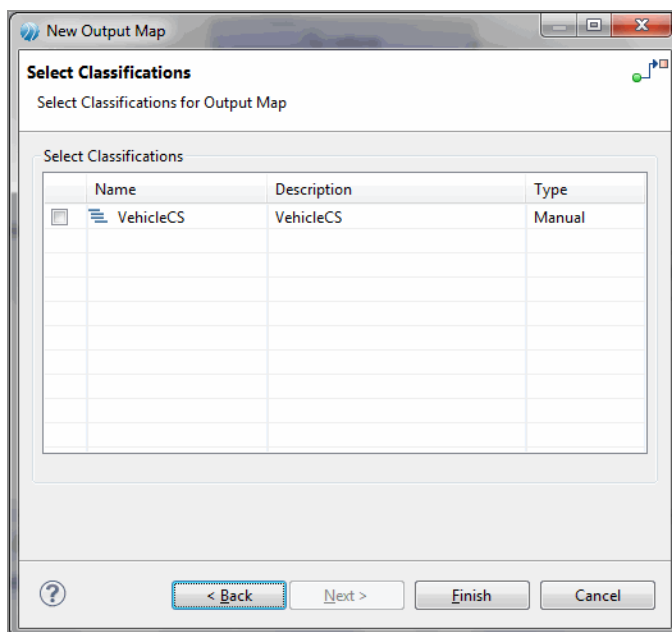 New Output Map
Select Classifications
Select Classifications for Output Map
Select Classifications
Name Description Type
VehicleCS VehicleCS Manual
? < Back Next > Finish Cancel